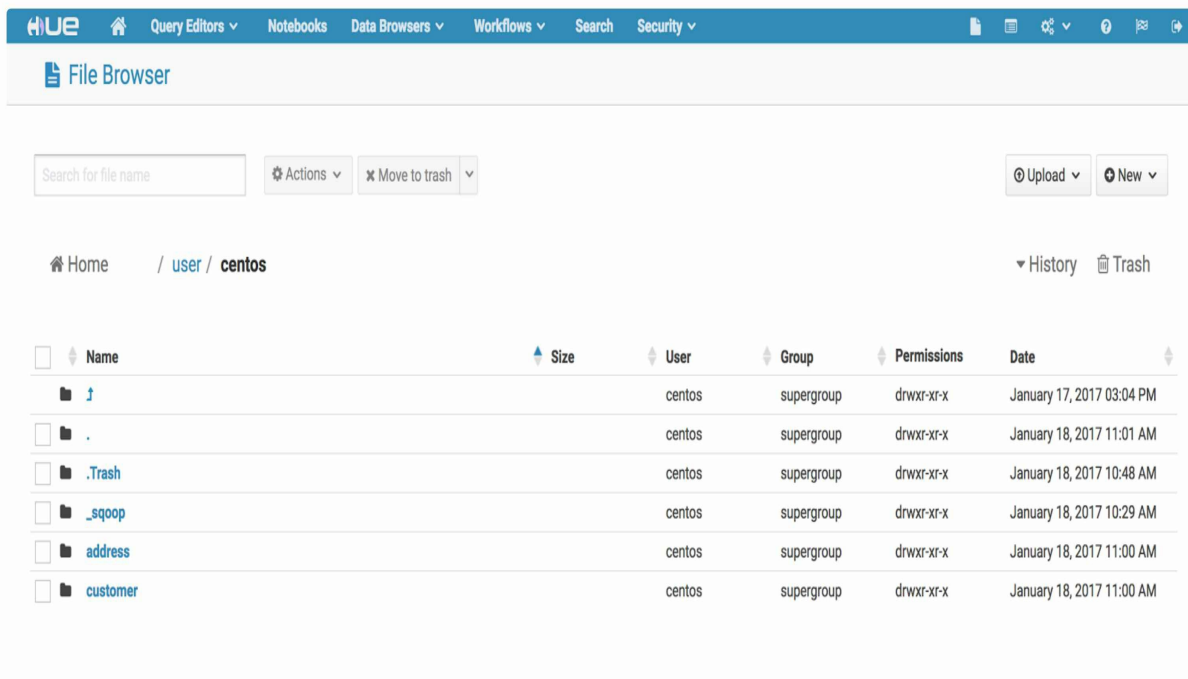 HUE Query Editors Notebooks Data Browsers Workflows Search Security
File Browser
Search for file name Actions Move to trash Upload New
Home / user / centos History Trash
Name Size User Group Permissions Date
centos supergroup drwxr-xr-x January 17, 2017 03:04 PM
. centos supergroup drwxr-xr-x January 18, 2017 11:01 AM
.Trash centos supergroup drwxr-xr-x January 18, 2017 10:48 AM
_sqoop centos supergroup drwxr-xr-x January 18, 2017 10:29 AM
address centos supergroup drwxr-xr-x January 18, 2017 11:00 AM
customer centos supergroup drwxr-xr-x January 18, 2017 11:00 AM